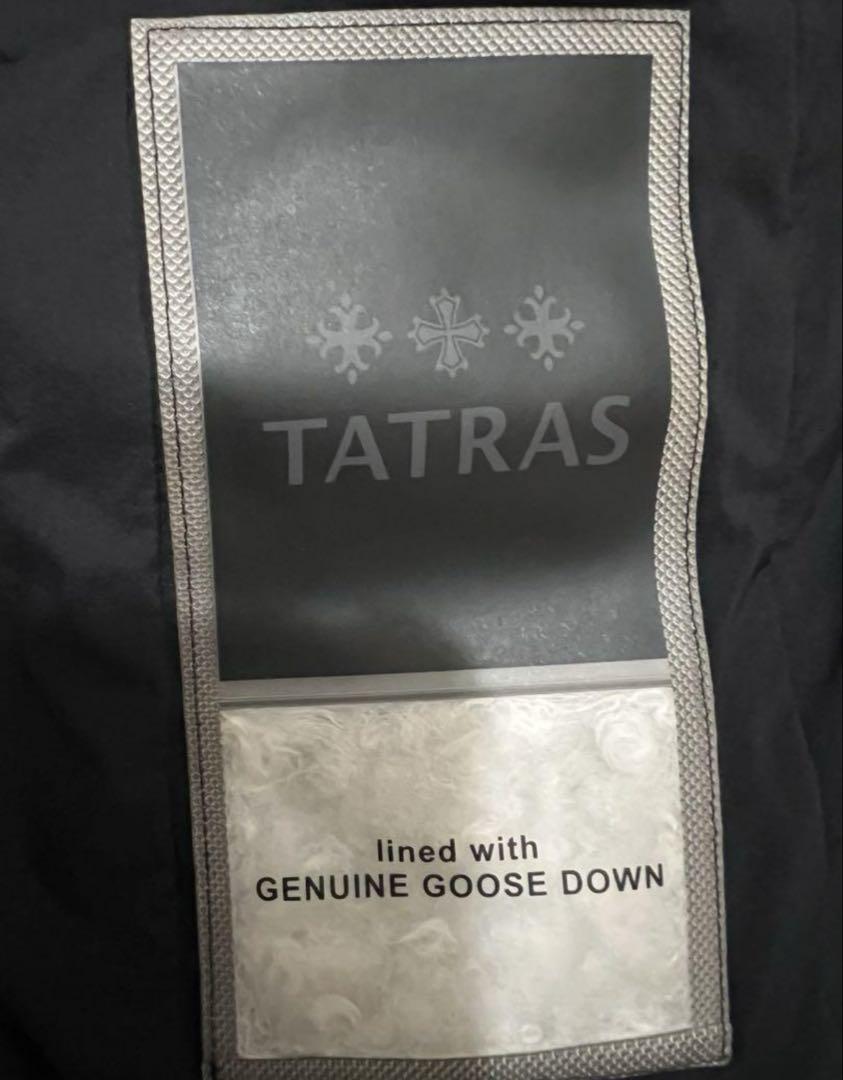 TATRAS
lined with
GENUINE GOOSE DOWN